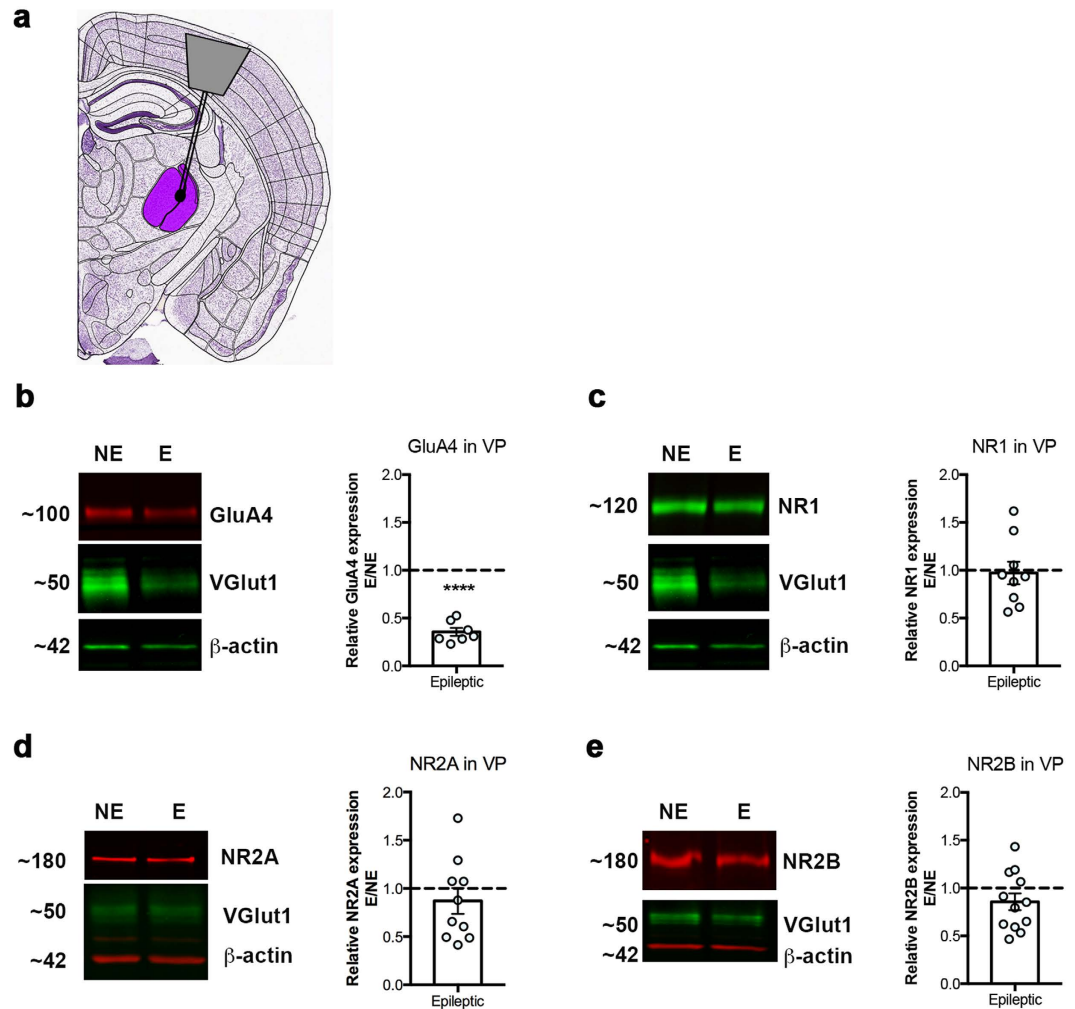 a
b
NE E
~100 GluA4
~50 VGlut1
~42 β-actin
GluA4 in VP
Relative GluA4 expression
E/NE
2.0
1.5
1.0
0.5
0.0
****
Epileptic
c
NE E
~120 NR1
~50 VGlut1
~42 β-actin
NR1 in VP
Relative NR1 expression
E/NE
2.0
1.5
1.0
0.5
0.0
Epileptic
d
NE E
~180 NR2A
~50 VGlut1
~42 β-actin
NR2A in VP
Relative NR2A expression
E/NE
2.0
1.5
1.0
0.5
0.0
Epileptic
e
NE E
~180 NR2B
~50 VGlut1
~42 β-actin
NR2B in VP
Relative NR2B expression
E/NE
2.0
1.5
1.0
0.5
0.0
Epileptic